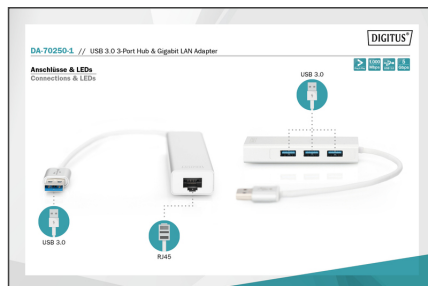 DIGITUS®
DA-70250-1 // USB 3.0 3-Port Hub & Gigabit LAN Adapter
Anschlüsse & LEDs
Connections & LEDs
USB 3.0
USB 3.0
RJ45